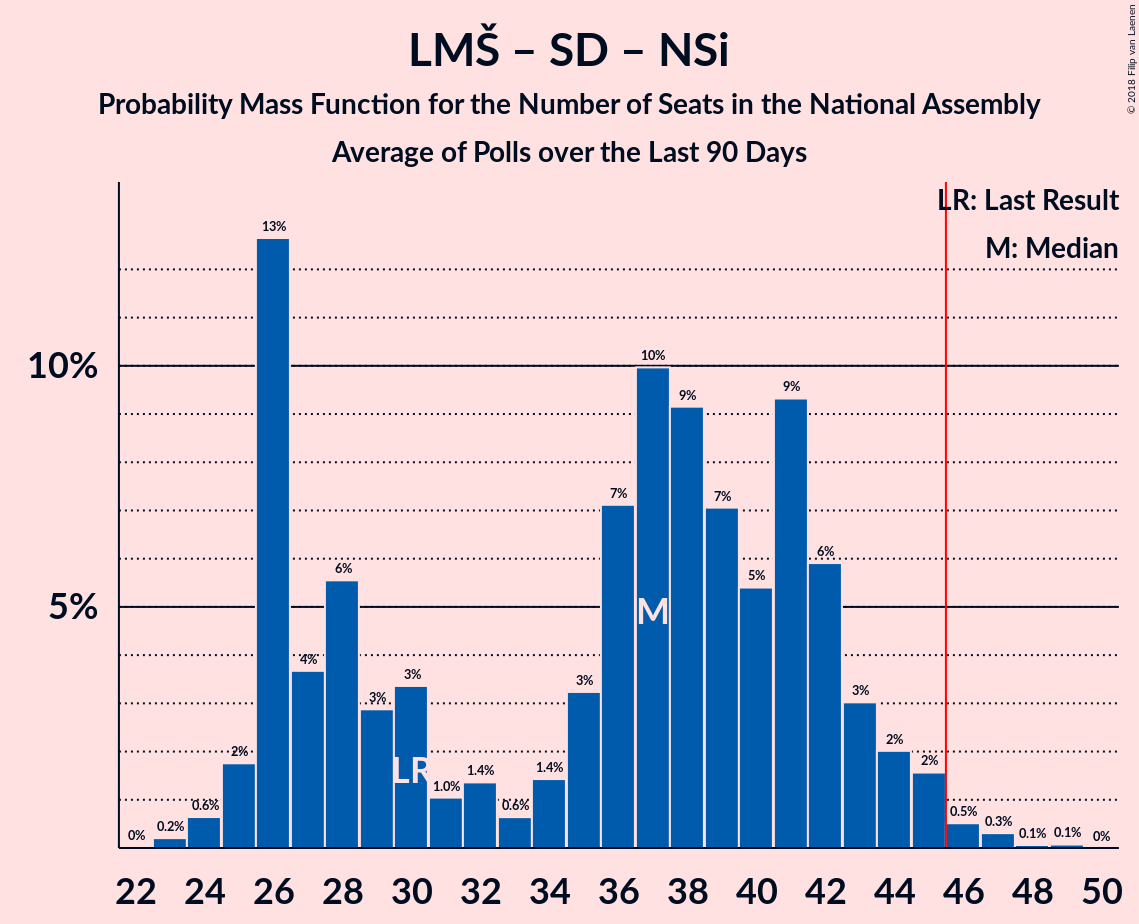 LMŠ – SD – NSi
Probability Mass Function for the Number of Seats in the National Assembly
Average of Polls over the Last 90 Days
© 2018 Filip van Laenen
LR: Last Result
M: Median
10%
5%
0% 0.2% 0.6% 2% 13% 4% 6% 3% 3% 1.0% 1.4% 0.6% 1.4% 3% 7% 10% 9% 7% 5% 9% 6% 3% 2% 2% 0.5% 0.3% 0.1% 0.1% 0%
M
LR
22 24 26 28 30 32 34 36 38 40 42 44 46 48 50